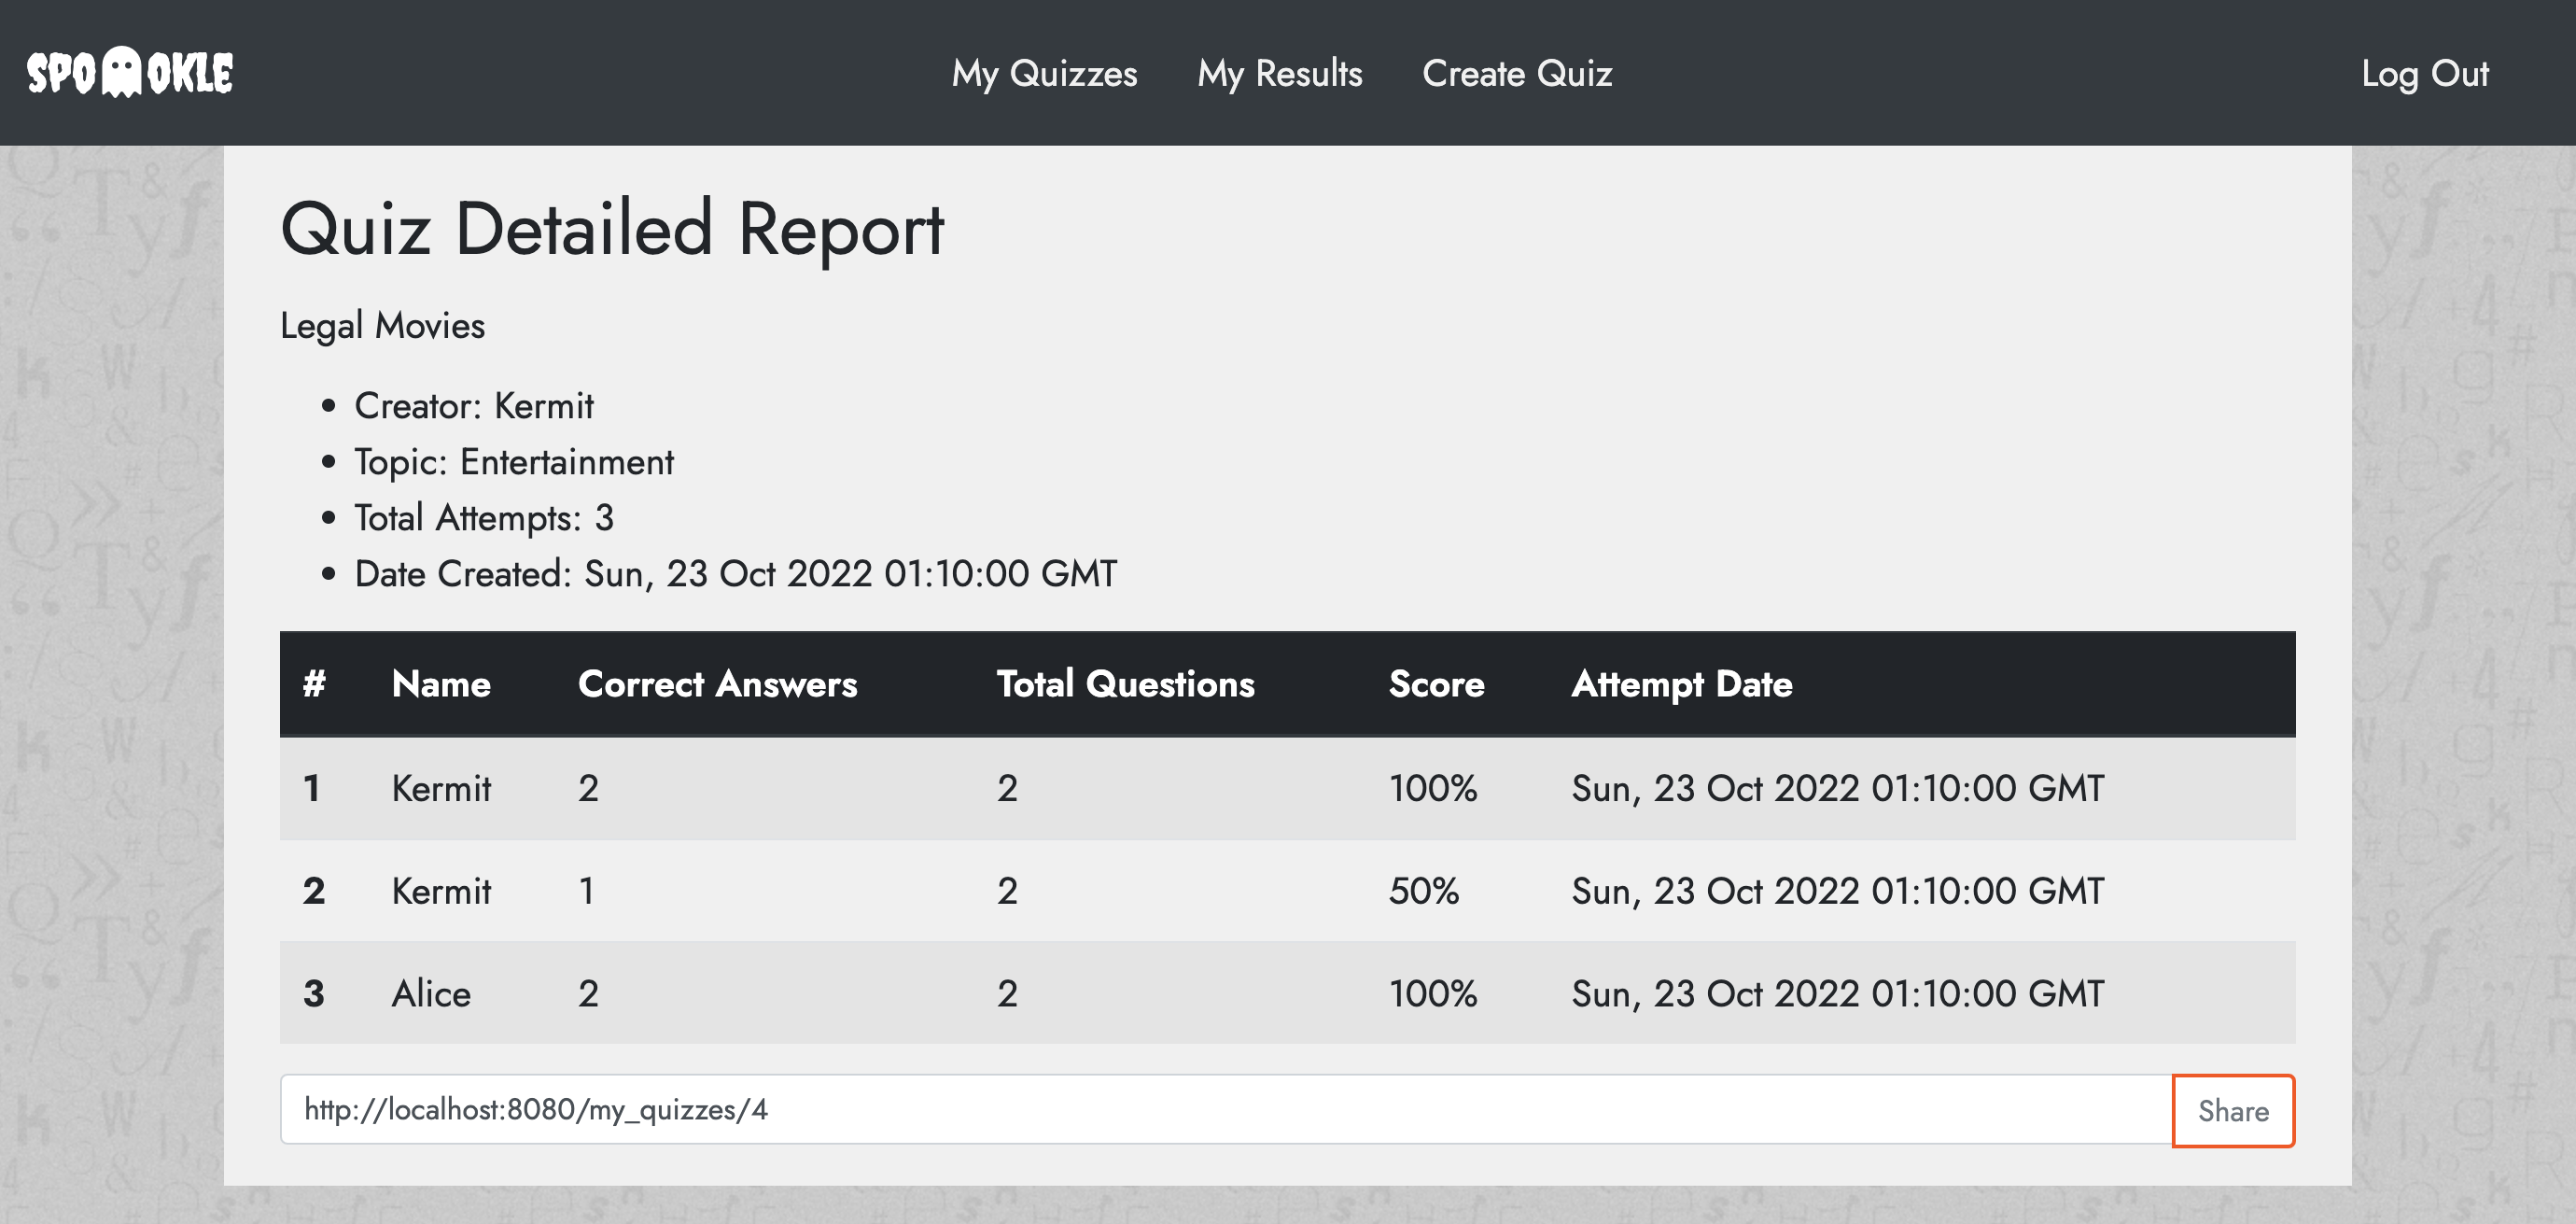 SPOOKLE
My Quizzes My Results Create Quiz
Log Out
Quiz Detailed Report
Legal Movies
Creator: Kermit
Topic: Entertainment
Total Attempts: 3
Date Created: Sun, 23 Oct 2022 01:10:00 GMT
# Name Correct Answers Total Questions Score Attempt Date
1 Kermit 2 2 100% Sun, 23 Oct 2022 01:10:00 GMT
2 Kermit 1 2 50% Sun, 23 Oct 2022 01:10:00 GMT
3 Alice 2 2 100% Sun, 23 Oct 2022 01:10:00 GMT
http://localhost:8080/my_quizzes/4
Share